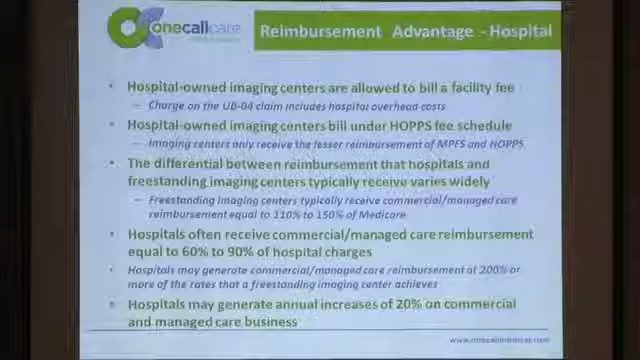 onecallcare
Reimbursement Advantage - Hospital
• Hospital-owned imaging centers are allowed to bill a facility fee
– Charge on the UB-04 claim includes hospital overhead costs
• Hospital-owned imaging centers bill under HOPPS fee schedule
– Imaging centers only receive the lesser reimbursement of MPFS and HOPPS
• The differential between reimbursement that hospitals and
freestanding imaging centers typically receive varies widely
– Freestanding imaging centers typically receive commercial/managed care
reimbursement equal to 110% to 150% of Medicare
• Hospitals often receive commercial/managed care reimbursement
equal to 60% to 90% of hospital charges
• Hospitals may generate commercial/managed care reimbursement of 200% or
more of the rates that a freestanding imaging center achieves
• Hospitals may generate annual increases of 20% on commercial
and managed care business